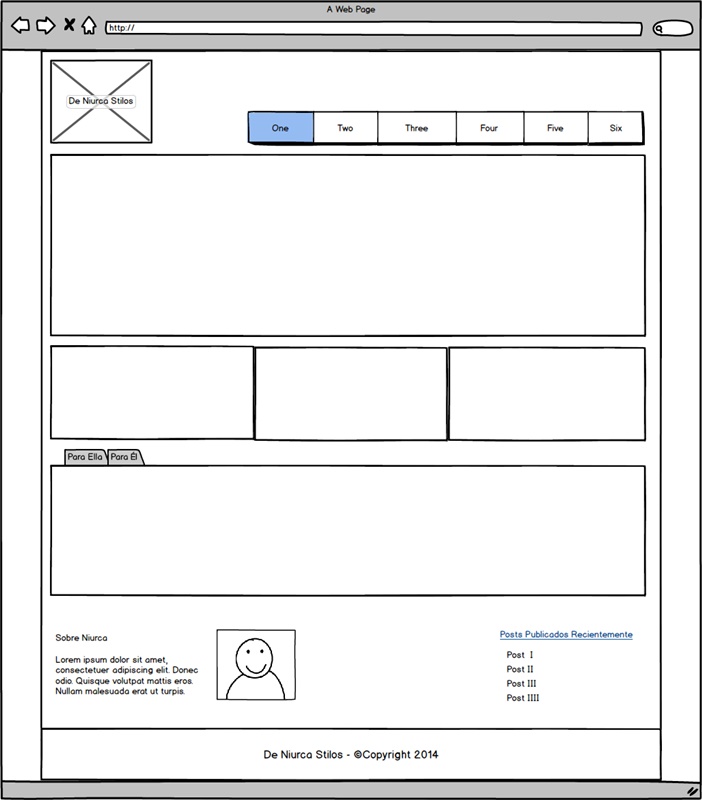 A Web Page
http://
De Niurca Stilos
One Two Three Four Five Six
Para Ella Para Él
Sobre Niurca
Lorem ipsum dolor sit amet,
consectetuer adipiscing elit. Donec
odio. Quisque volutpat mattis eros.
Nullam malesuada erat ut turpis.
Posts Publicados Recientemente
Post I
Post II
Post III
Post IIII
De Niurca Stilos - ©Copyright 2014